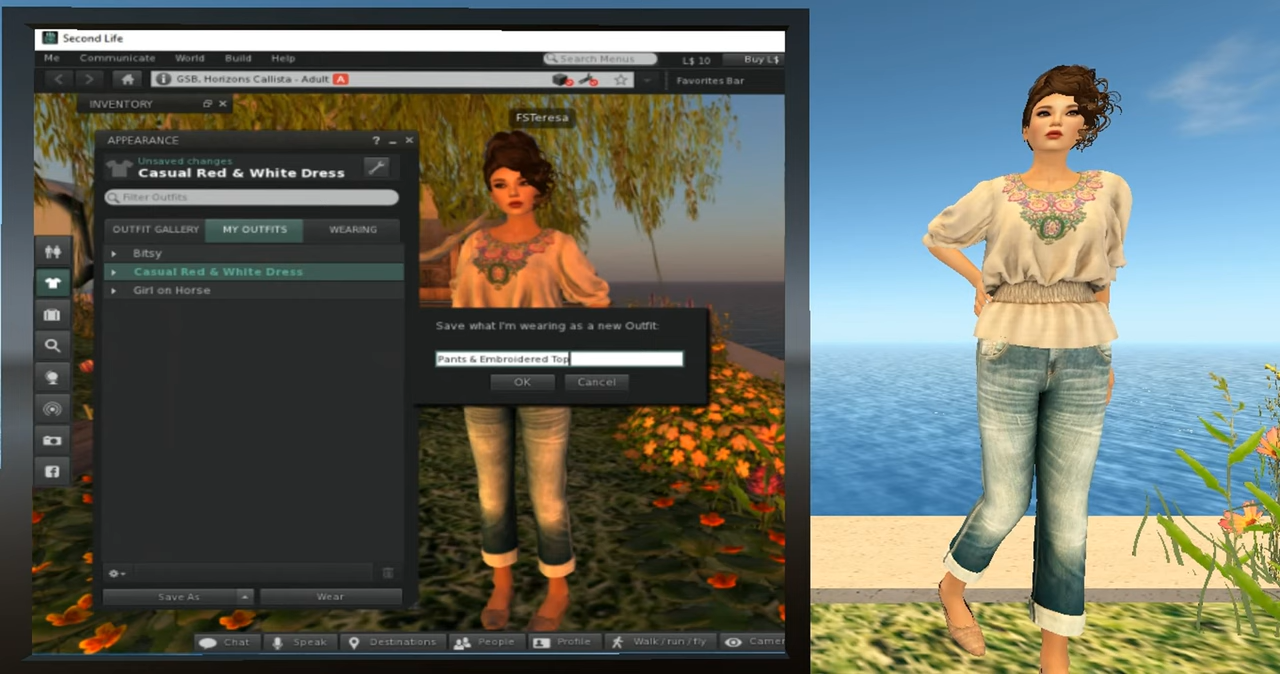 Second Life
Me Communicate World Build Help Search Menus L$ 10 Buy L$
GSB, Horizons Callista - Adult A Favorites Bar
INVENTORY
FSTeresa
APPEARANCE ?
Unsaved changes
Casual Red & White Dress
Filter Outfits
OUTFIT GALLERY MY OUTFITS WEARING
Bitsy
Casual Red & White Dress
Girl on Horse
Save what I'm wearing as a new Outfit:
Pants & Embroidered Top
OK Cancel
Save As Wear
Chat Speak Destinations People Profile Walk / run / fly Camer